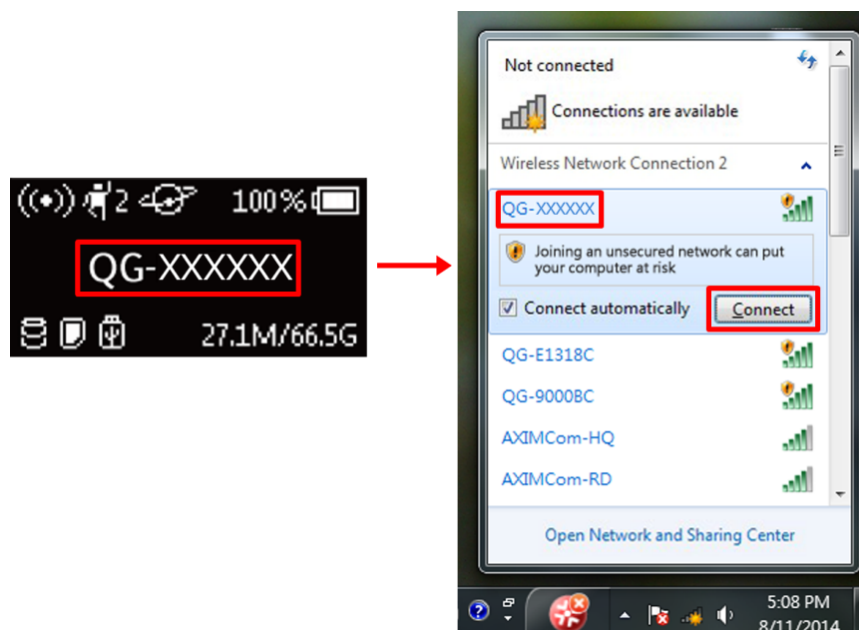 2 100%
QG-XXXXXX
27.1M/66.5G
Not connected
Connections are available
Wireless Network Connection 2
QG-XXXXXX
Joining an unsecured network can put
your computer at risk
Connect automatically
Connect
QG-E1318C
QG-9000BC
AXIMCom-HQ
AXIMCom-RD
Open Network and Sharing Center
5:08 PM
8/11/2014